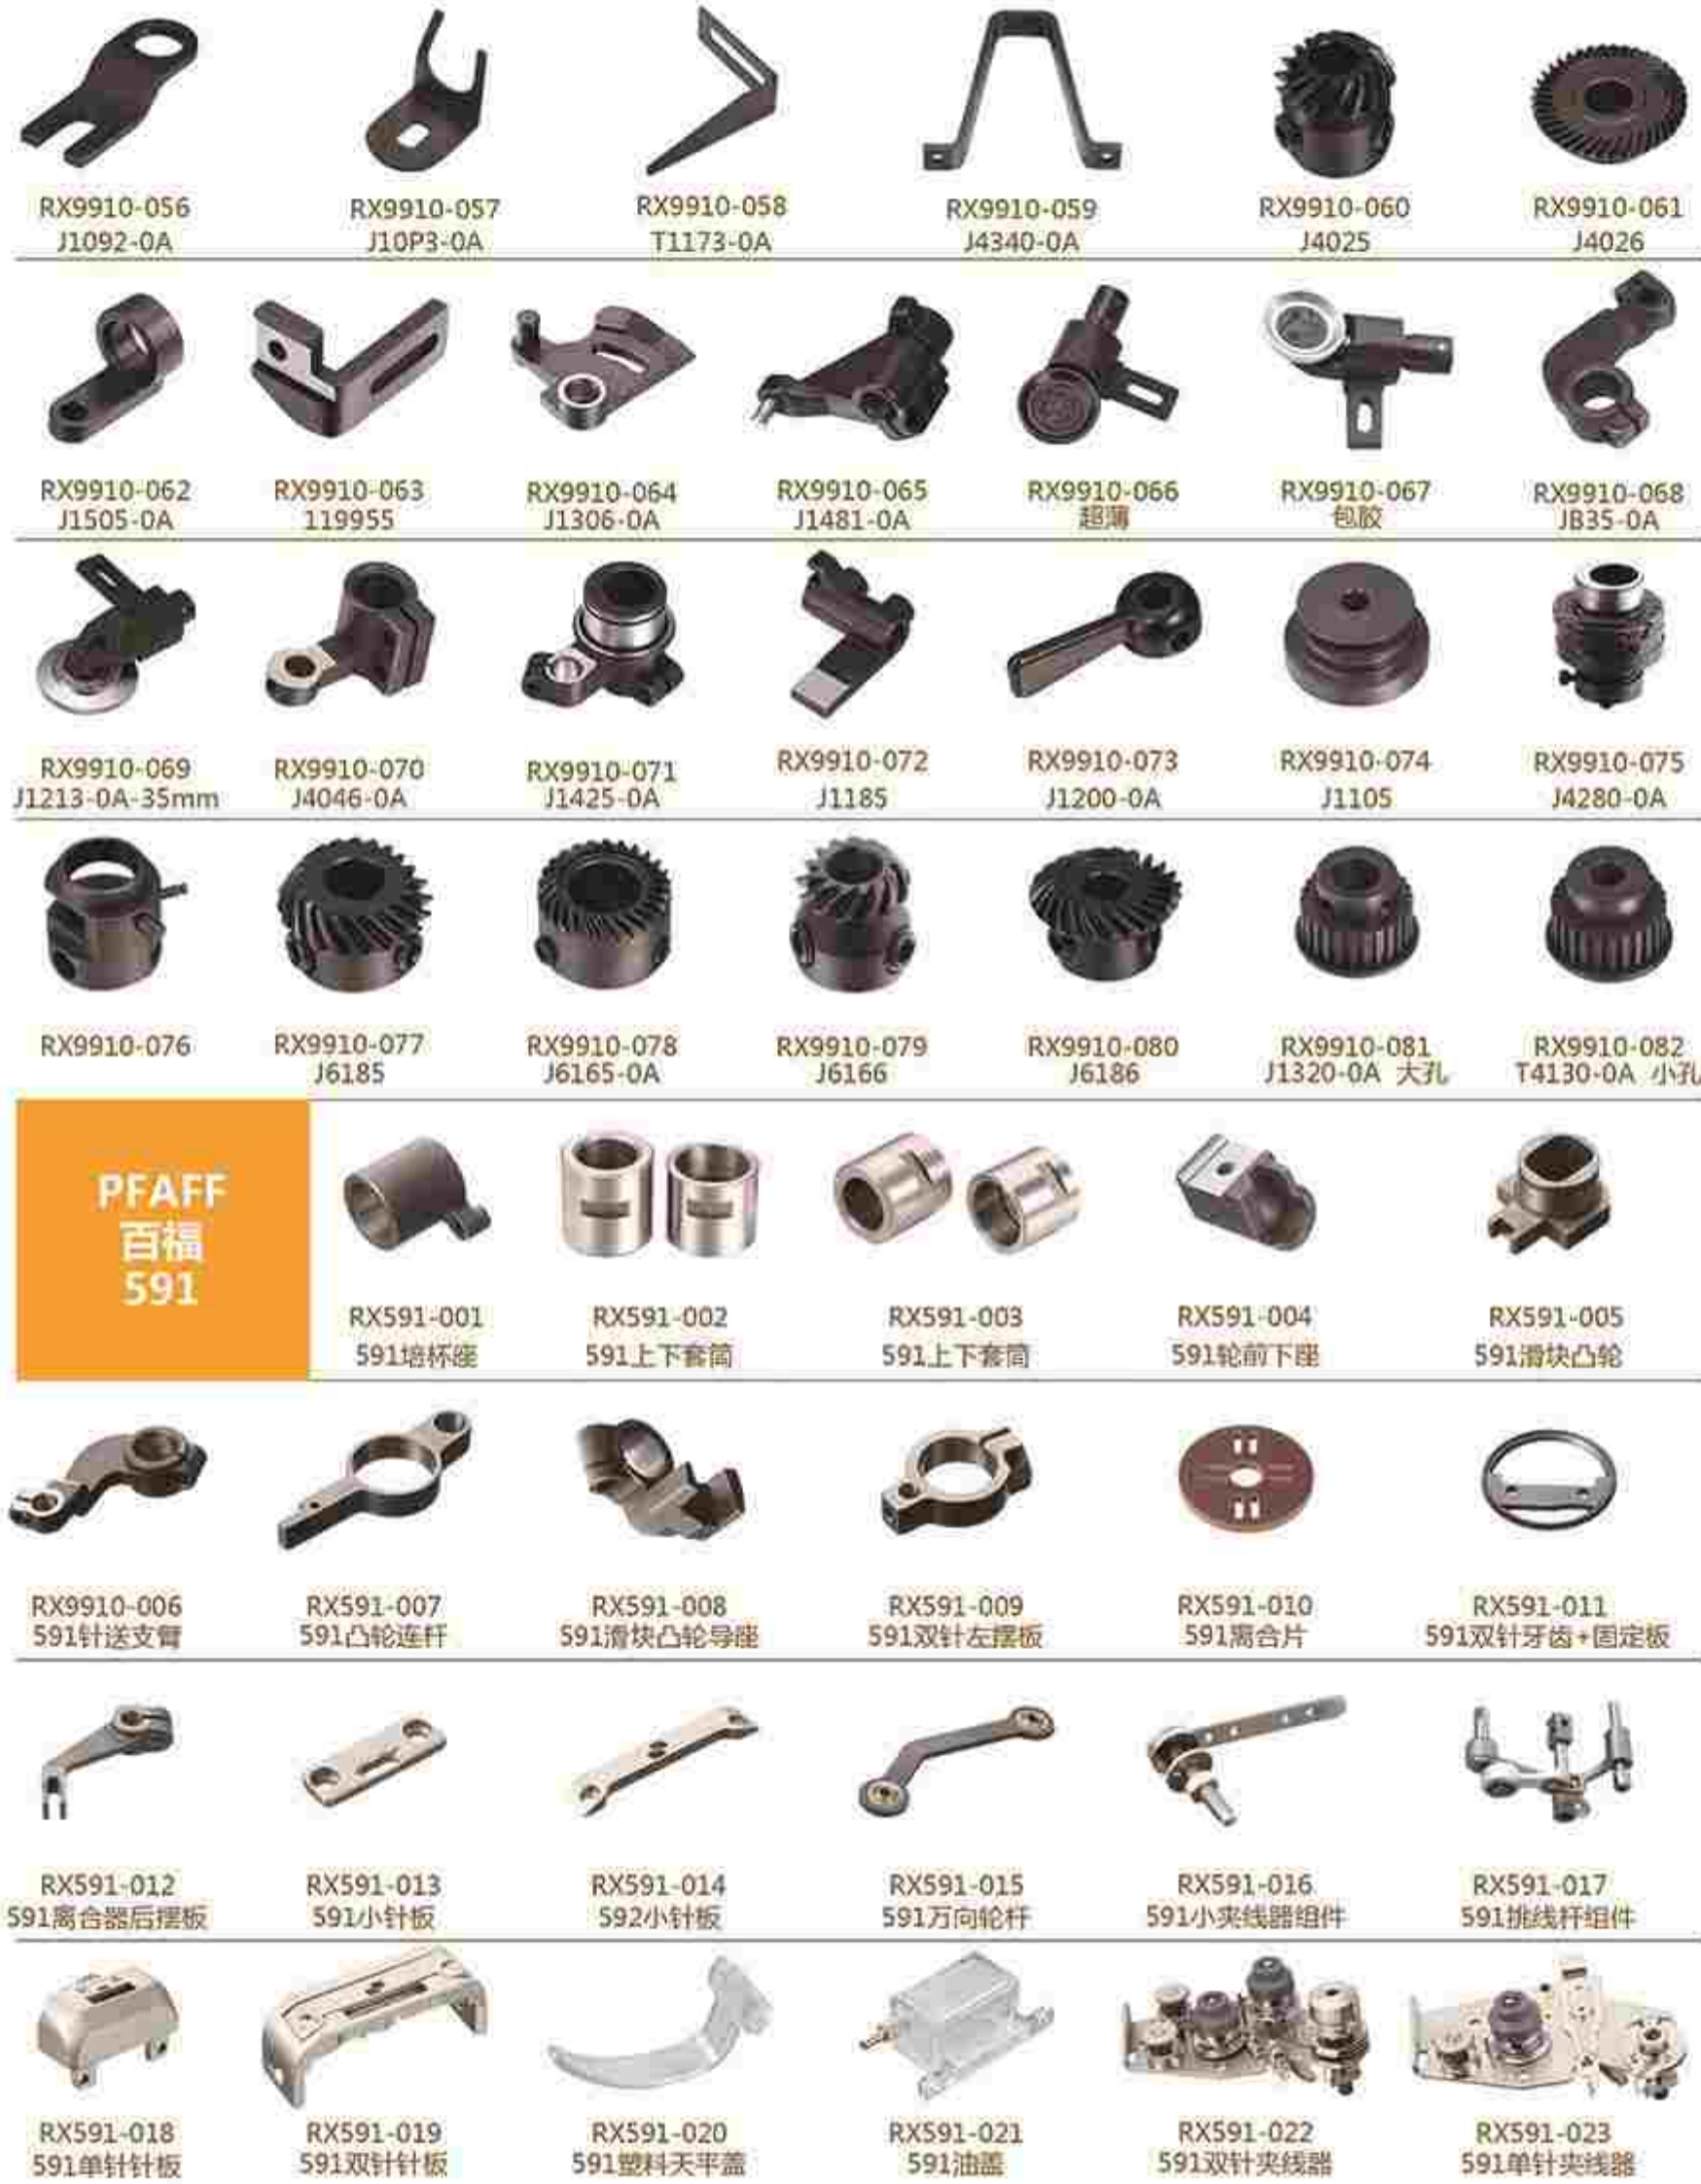 RX9910-056
J1092-0A
RX9910-057
J10P3-0A
RX9910-058
T1173-0A
RX9910-059
J4340-0A
RX9910-060
J4025
RX9910-061
J4026
RX9910-062
J1505-0A
RX9910-063
119955
RX9910-064
J1306-0A
RX9910-065
J1481-0A
RX9910-066
超薄
RX9910-067
包胶
RX9910-068
JB35-0A
RX9910-069
J1213-0A-35mm
RX9910-070
J4046-0A
RX9910-071
J1425-0A
RX9910-072
J1185
RX9910-073
J1200-0A
RX9910-074
J1105
RX9910-075
J4280-0A
RX9910-076
RX9910-077
J6185
RX9910-078
J6165-0A
RX9910-079
J6166
RX9910-080
J6186
RX9910-081
J1320-0A 大孔
RX9910-082
T4130-0A 小孔
PFAFF
百福
591
RX591-001
591培杯座
RX591-002
591上下套筒
RX591-003
591上下套筒
RX591-004
591轮前下座
RX591-005
591滑块凸轮
RX9910-006
591针送支臂
RX591-007
591凸轮连杆
RX591-008
591滑块凸轮导座
RX591-009
591双针左摆板
RX591-010
591离合片
RX591-011
591双针牙齿+固定板
RX591-012
591离合器后摆板
RX591-013
591小针板
RX591-014
592小针板
RX591-015
591万向轮杆
RX591-016
591小夹线器组件
RX591-017
591挑线杆组件
RX591-018
591单针针板
RX591-019
591双针针板
RX591-020
591塑料天平盖
RX591-021
591油盖
RX591-022
591双针夹线器
RX591-023
591单针夹线器